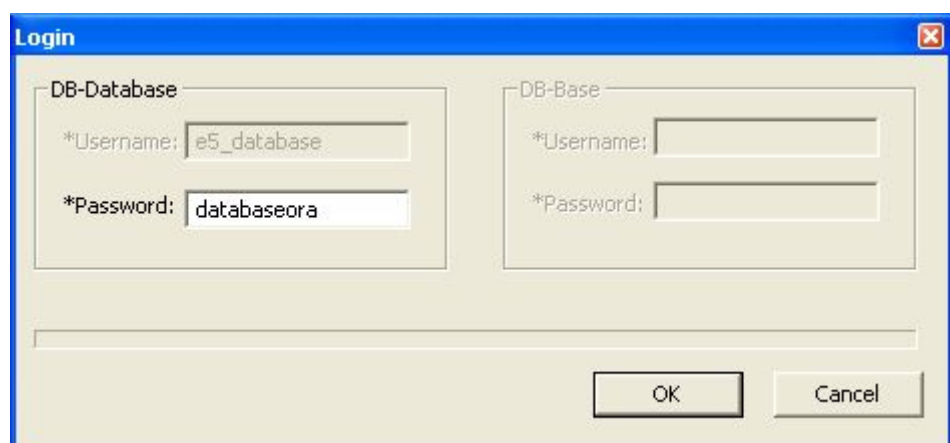 Login
DB-Database
*Username: e5_database
*Password: databaseora
DB-Base
*Username:
*Password:
OK
Cancel